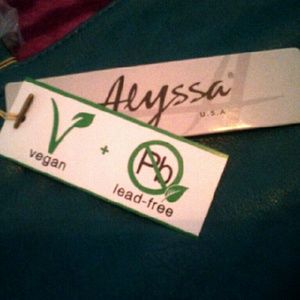 Alyssa®
U.S.A.
vegan
+
Pb
lead-free